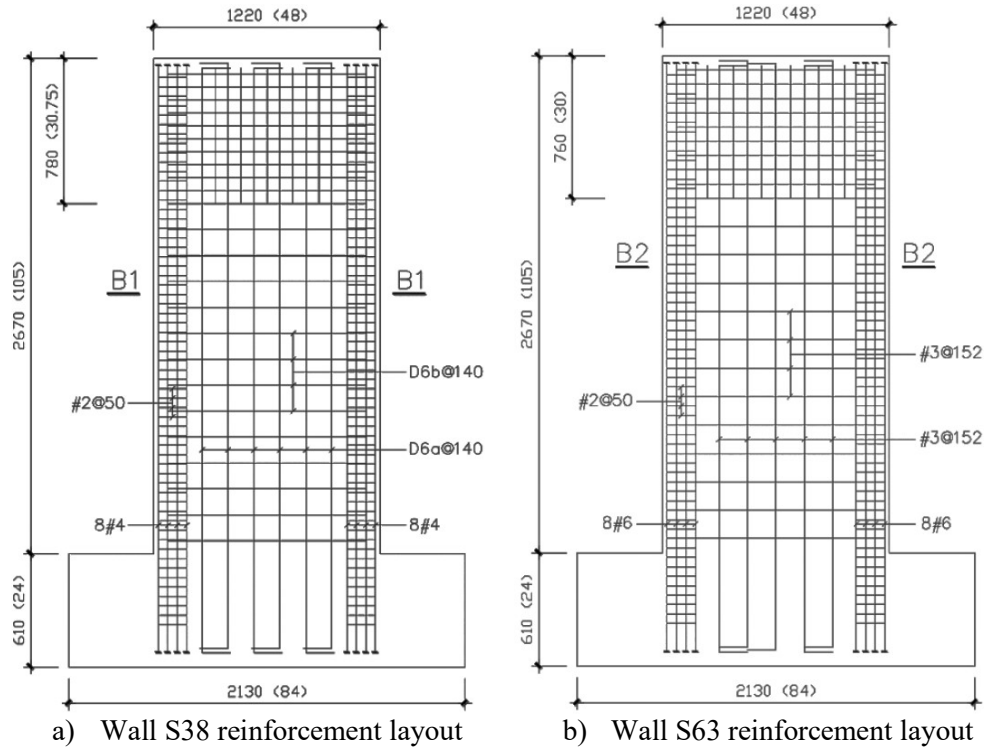 1220 (48)
780 (30.75)
2670 (105)
B1
B1
D6b@140
#2@50
D6a@140
8#4
8#4
610 (24)
2130 (84)
a) Wall S38 reinforcement layout
1220 (48)
760 (30)
2670 (105)
B2
B2
#3@152
#2@50
#3@152
8#6
8#6
610 (24)
2130 (84)
b) Wall S63 reinforcement layout